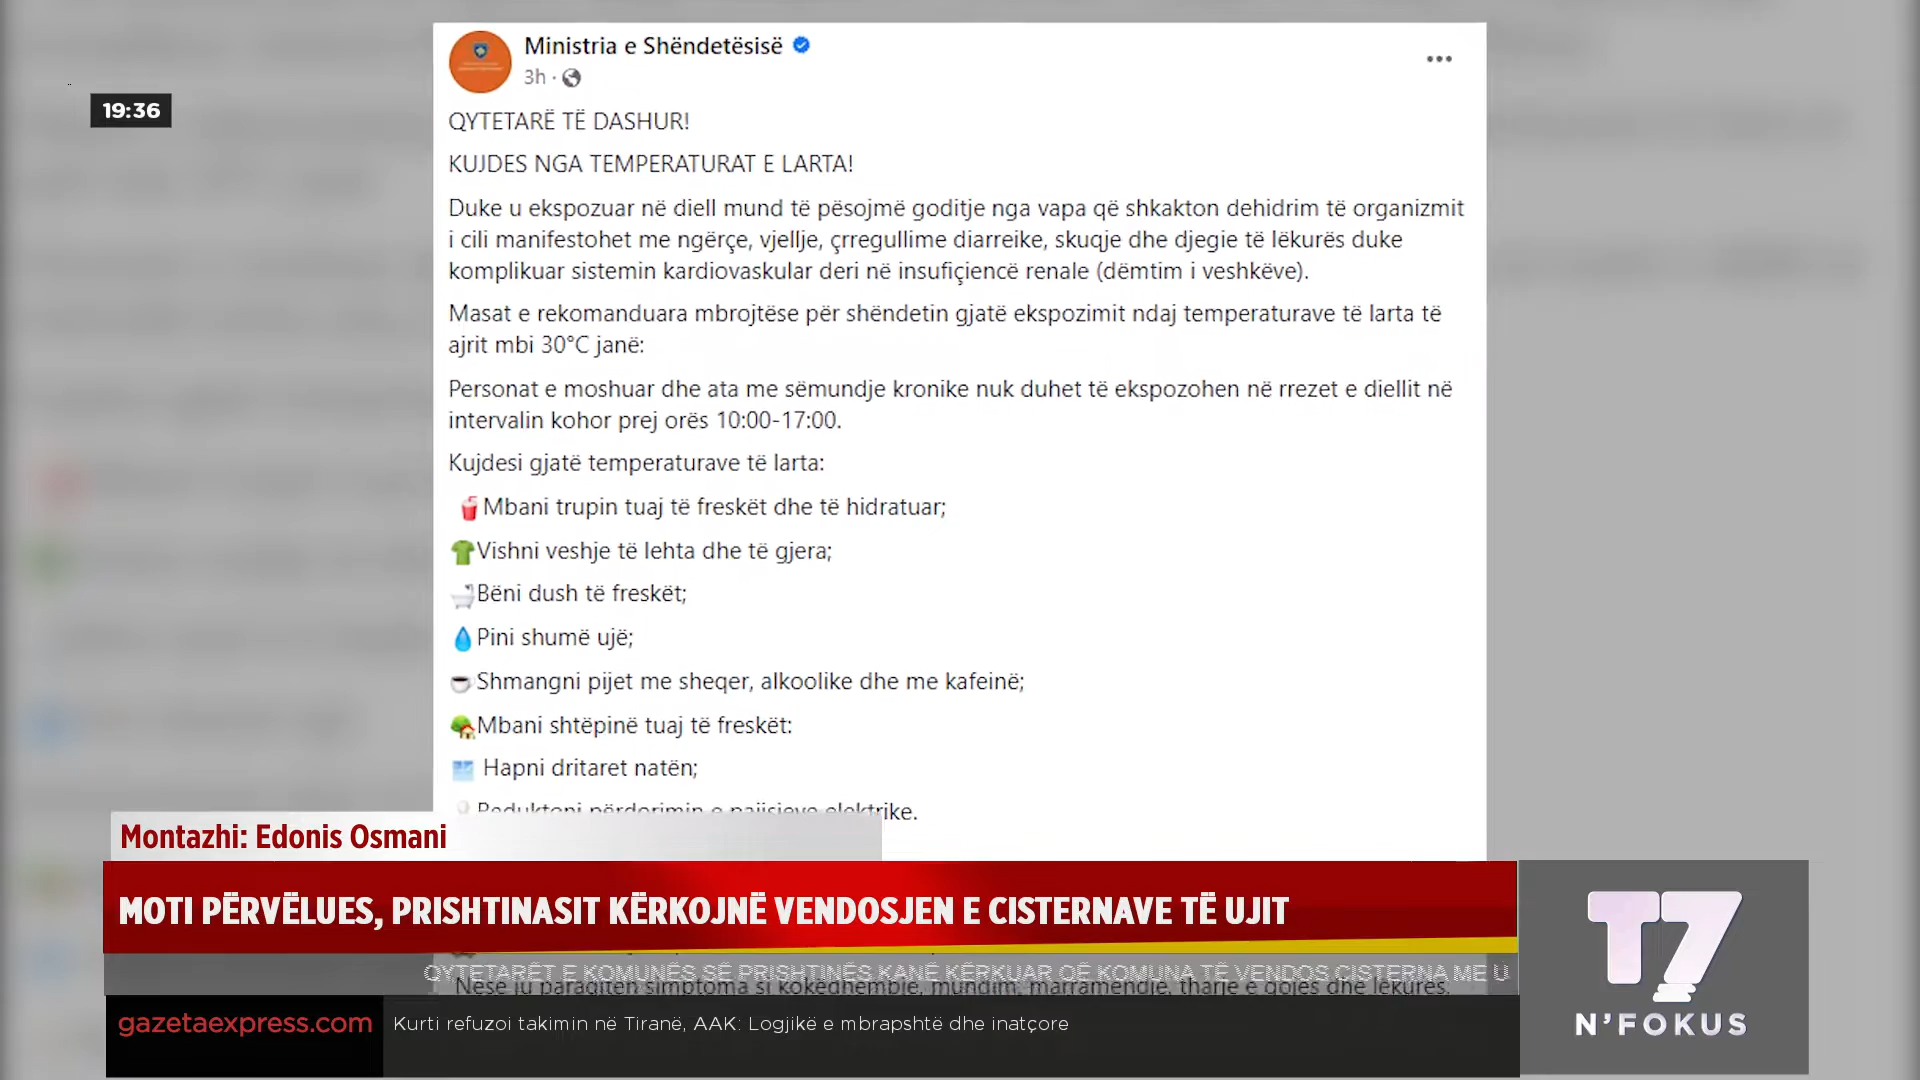 Ministria e Shëndetësisë
3h ·
19:36
QYTETARË TË DASHUR!
KUJDES NGA TEMPERATURAT E LARTA!
Duke u ekspozuar në diell mund të pësojmë goditje nga vapa që shkakton dehidrim të organizmit
i cili manifestohet me ngërçe, vjellje, çrregullime diarreike, skuqje dhe djegie të lëkurës duke
komplikuar sistemin kardiovaskular deri në insufiçiencë renale (dëmtim i veshkëve).
Masat e rekomanduara mbrojtëse për shëndetin gjatë ekspozimit ndaj temperaturave të larta të
ajrit mbi 30°C janë:
Personat e moshuar dhe ata me sëmundje kronike nuk duhet të ekspozohen në rrezet e diellit në
intervalin kohor prej orës 10:00-17:00.
Kujdesi gjatë temperaturave të larta:
Mbani trupin tuaj të freskët dhe të hidratuar;
Vishni veshje të lehta dhe të gjera;
Bëni dush të freskët;
Pini shumë ujë;
Shmangni pijet me sheqer, alkoolike dhe me kafeinë;
Mbani shtëpinë tuaj të freskët:
Hapni dritaret natën;
Reduktoni përdorimin e pajisjeve elektrike.
Montazhi: Edonis Osmani
MOTI PËRVËLUES, PRISHTINASIT KËRKOJNË VENDOSJEN E CISTERNAVE TË UJIT
QYTETARËT E KOMUNËS SË PRISHTINËS KANË KËRKUAR QË KOMUNA TË VENDOS CISTERNA ME U
Nëse ju paraqiten simptoma si kokëdhembje, mundim, marramendje, tharje e gojës dhe lëkurës.
gazetaexpress.com
Kurti refuzoi takimin në Tiranë, AAK: Logjikë e mbrapshtë dhe inatçore
T7
N'FOKUS